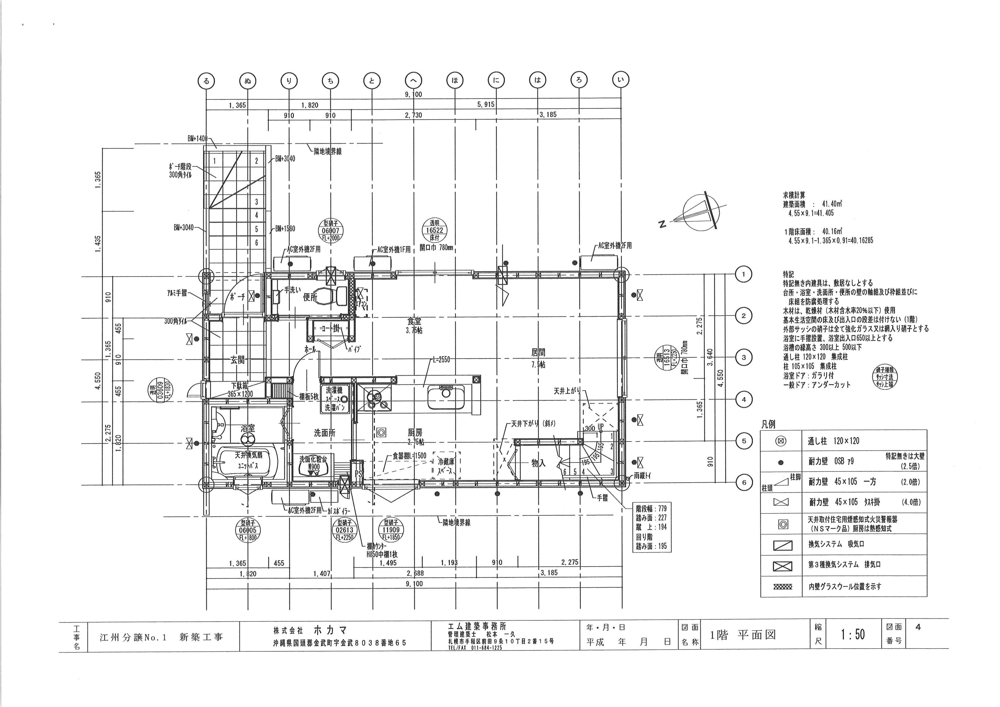 る ぬ り ち と へ ほ に は ろ い
9,100
1,365 1,820 5,915
910 910 2,730 3,185
BM+1400
隣地境界線
BM+3040
ﾎﾟｰﾁ階段
300角ﾀｲﾙ
1 2
3
4
5
6
BM+3040
BM+1580
1,365
1,435
型硝子
06007
FL+2000
透明
16522
床付
開口巾 780mm
AC室外機2F用
AC室外機1F用
AC室外機2F用
N
求積計算
建築面積 : 41.40㎡
4.55×9.1=41.405
1階床面積: 40.16㎡
4.55×9.1-1.365×0.91=40.16285
特記
特記無き内建具は、敷居なしとする
台所・浴室・洗面所・便所の壁の軸組及び枠組並びに
床組を防腐処理する
木材は、乾燥材（木材含水率20%以下）使用
基本生活空間の床及び出入口の段差は付けない（1階）
外部サッシの硝子は全て強化ガラス又は網入り硝子とする
浴室に手摺設置、浴室出入口650以上とする
浴槽の縁高さ 300以上 500以下
通し柱 120×120 集成柱
柱 105×105 集成柱
浴室ドア：ガラリ付
一般ドア：アンダーカット
硝子種類
ｻｯｼ寸法
ｻｯｼ上端
1
2
3
4
5
6
910
455
1,365
910
4,550
455
2,275
1,820
ｱﾙﾐ手摺
ﾎﾟｰﾁ
300角ﾀｲﾙ
手洗い
便所
ｴｱｺﾝ
コート掛
ﾊﾟｲﾌﾟ
ホール
食堂
3.75帖
居間
7.5帖
L=2550
玄関
下駄箱
365×1200
棚板5枚
洗濯機
ｽﾍﾟｰｽ
洗濯ﾊﾟﾝ
透明
03609
FL+1830
透明
16513
FL+2250
開口巾 780mm
2,275
3,640
4,550
1,365
910
天井上がり
天井下がり（斜ﾒ）
300 UP
1
2
3
195
195
195
6 5 4
浴室
天井換気扇
ﾕﾆｯﾄﾊﾞｽ
洗面所
洗面化粧台
W900
PS
厨房
3.75帖
食器棚L=1500
冷蔵庫
ｽﾍﾟｰｽ
物入
雨縦ﾄｲ
手摺
AC室外機2F用
ｶﾞｽﾎﾞｲﾗｰ
隣地境界線
型硝子
06005
FL+1800
型硝子
02613
FL+2250
型硝子
11909
FL+1850
棚ｶｳﾝﾀｰ
H850中棚1枚
階段幅：779
踏み面：227
蹴 上：194
回り階
踏み面：195
1,365 455 1,495 1,193 910 2,275
1,820 1,407 2,688 3,185
9,100
凡例
通し柱 120×120
耐力壁 OSB ｱ9 特記無きは大壁
(2.5倍)
柱頭 柱脚 耐力壁 45×105 一方 (2.0倍)
耐力壁 45×105 ﾀｽｷ掛 (4.0倍)
天井取付住宅用煙感知式火災警報器
（NSマーク品）厨房は熱感知式
換気システム 吸気口
第3種換気システム 排気口
内壁グラスウール位置を示す
工事名
江州分譲No.1 新築工事
株式会社 ホカマ
沖縄県国頭郡金武町字金武8038番地65
エム建築事務所
管理建築士 松本 一久
札幌市手稲区前田9条10丁目2番15号
TEL/FAX 011-684-1225
年・月・日
平成 年 月 日
図面名称
1階 平面図
縮尺
1:50
図面番号
4